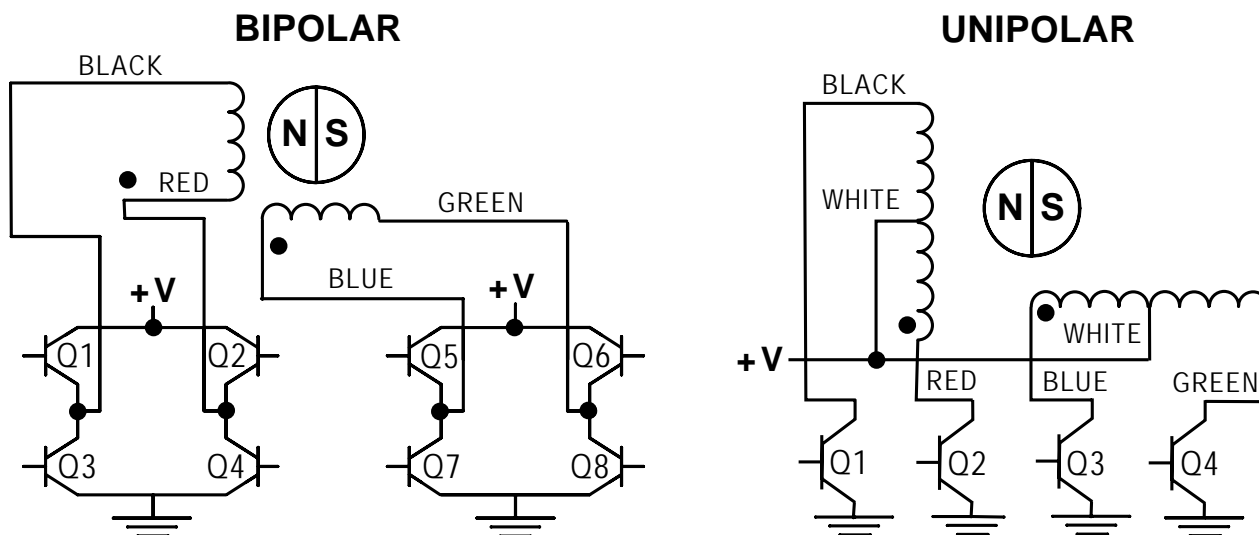 BIPOLAR
BLACK
N S
RED
GREEN
BLUE
+V
+V
Q1
Q2
Q5
Q6
Q3
Q4
Q7
Q8
UNIPOLAR
BLACK
WHITE
N S
WHITE
+V
RED
BLUE
GREEN
Q1
Q2
Q3
Q4